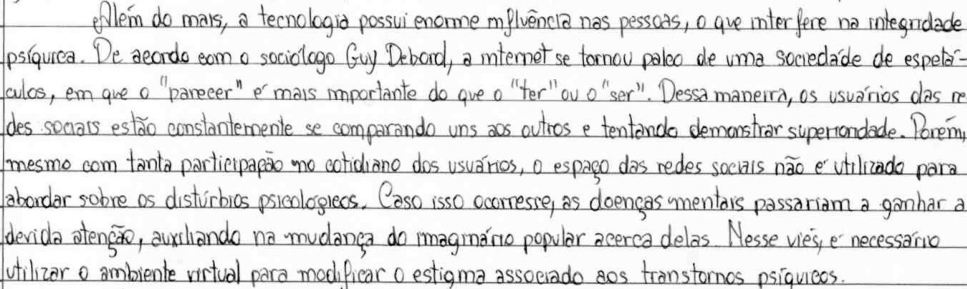 Além do mais, a tecnologia possui enorme influência nas pessoas, o que interfere na integridade
psíquica. De acordo com o sociólogo Guy Debord, a internet se tornou palco de uma sociedade de espetá-
culos, em que o "parecer" é mais importante do que o "ter" ou o "ser". Dessa maneira, os usuários das re
des sociais estão constantemente se comparando uns aos outros e tentando demonstrar superioridade. Porém,
mesmo com tanta participação no cotidiano dos usuários, o espaço das redes sociais não é utilizado para
abordar sobre os distúrbios psicológicos. Caso isso ocorresse, as doenças mentais passariam a ganhar a
devida atenção, auxiliando na mudança do imaginário popular acerca delas. Nesse viés, é necessário
utilizar o ambiente virtual para modificar o estigma associado aos transtornos psíquicos.